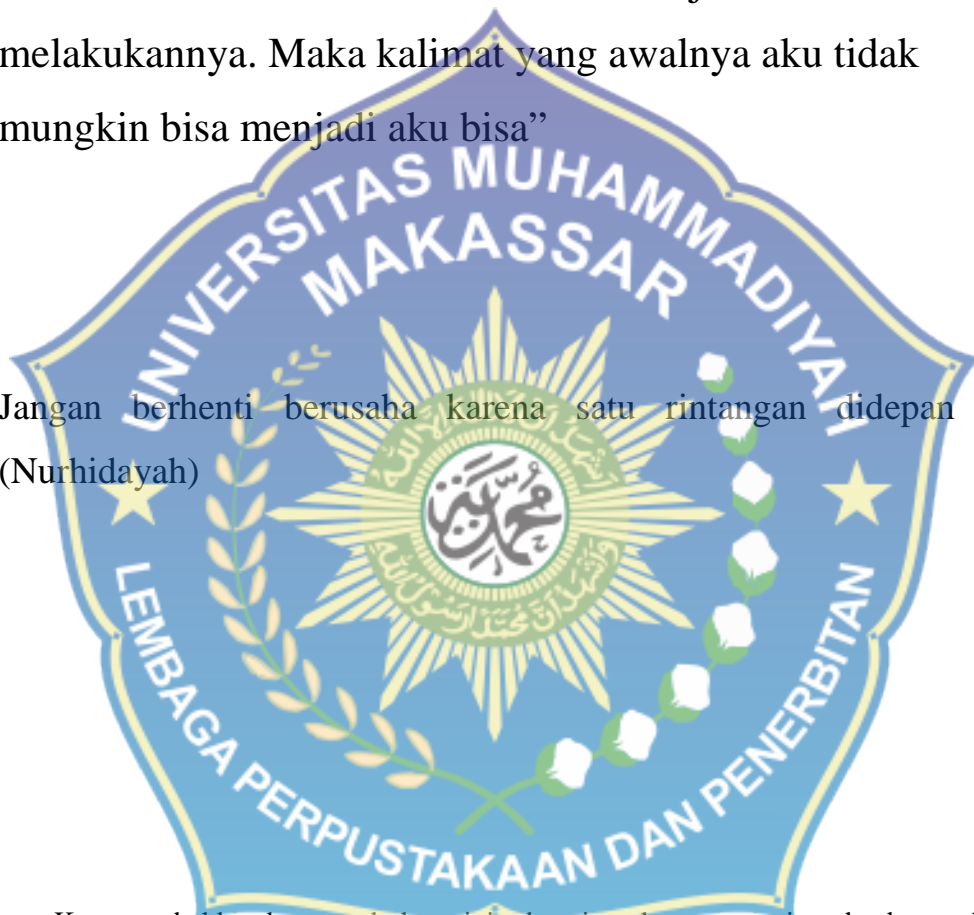 melakukannya. Maka kalimat yang awalnya aku tidak
mungkin bisa menjadi aku bisa”
UNIVERSITAS MUHAMMADIYAH
MAKASSAR
Jangan berhenti berusaha karena satu rintangan didepan
(Nurhidayah)
محمد
LEMBAGA PERPUSTAKAAN DAN PENERBITAN